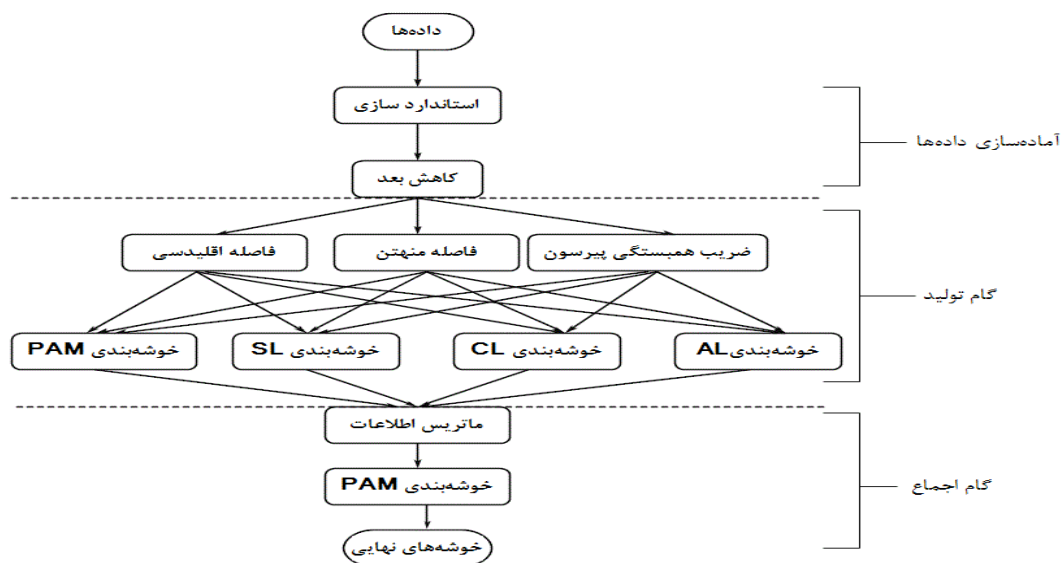 داده‌ها
استاندارد سازی
آماده‌سازی داده‌ها
کاهش بعد
ضریب همبستگی پیرسون
فاصله منهتن
فاصله اقلیدسی
گام تولید
خوشه‌بندیAL
خوشه‌بندی CL
خوشه‌بندی SL
خوشه‌بندی PAM
ماتریس اطلاعات
خوشه‌بندی PAM
گام اجماع
خوشه‌های نهایی